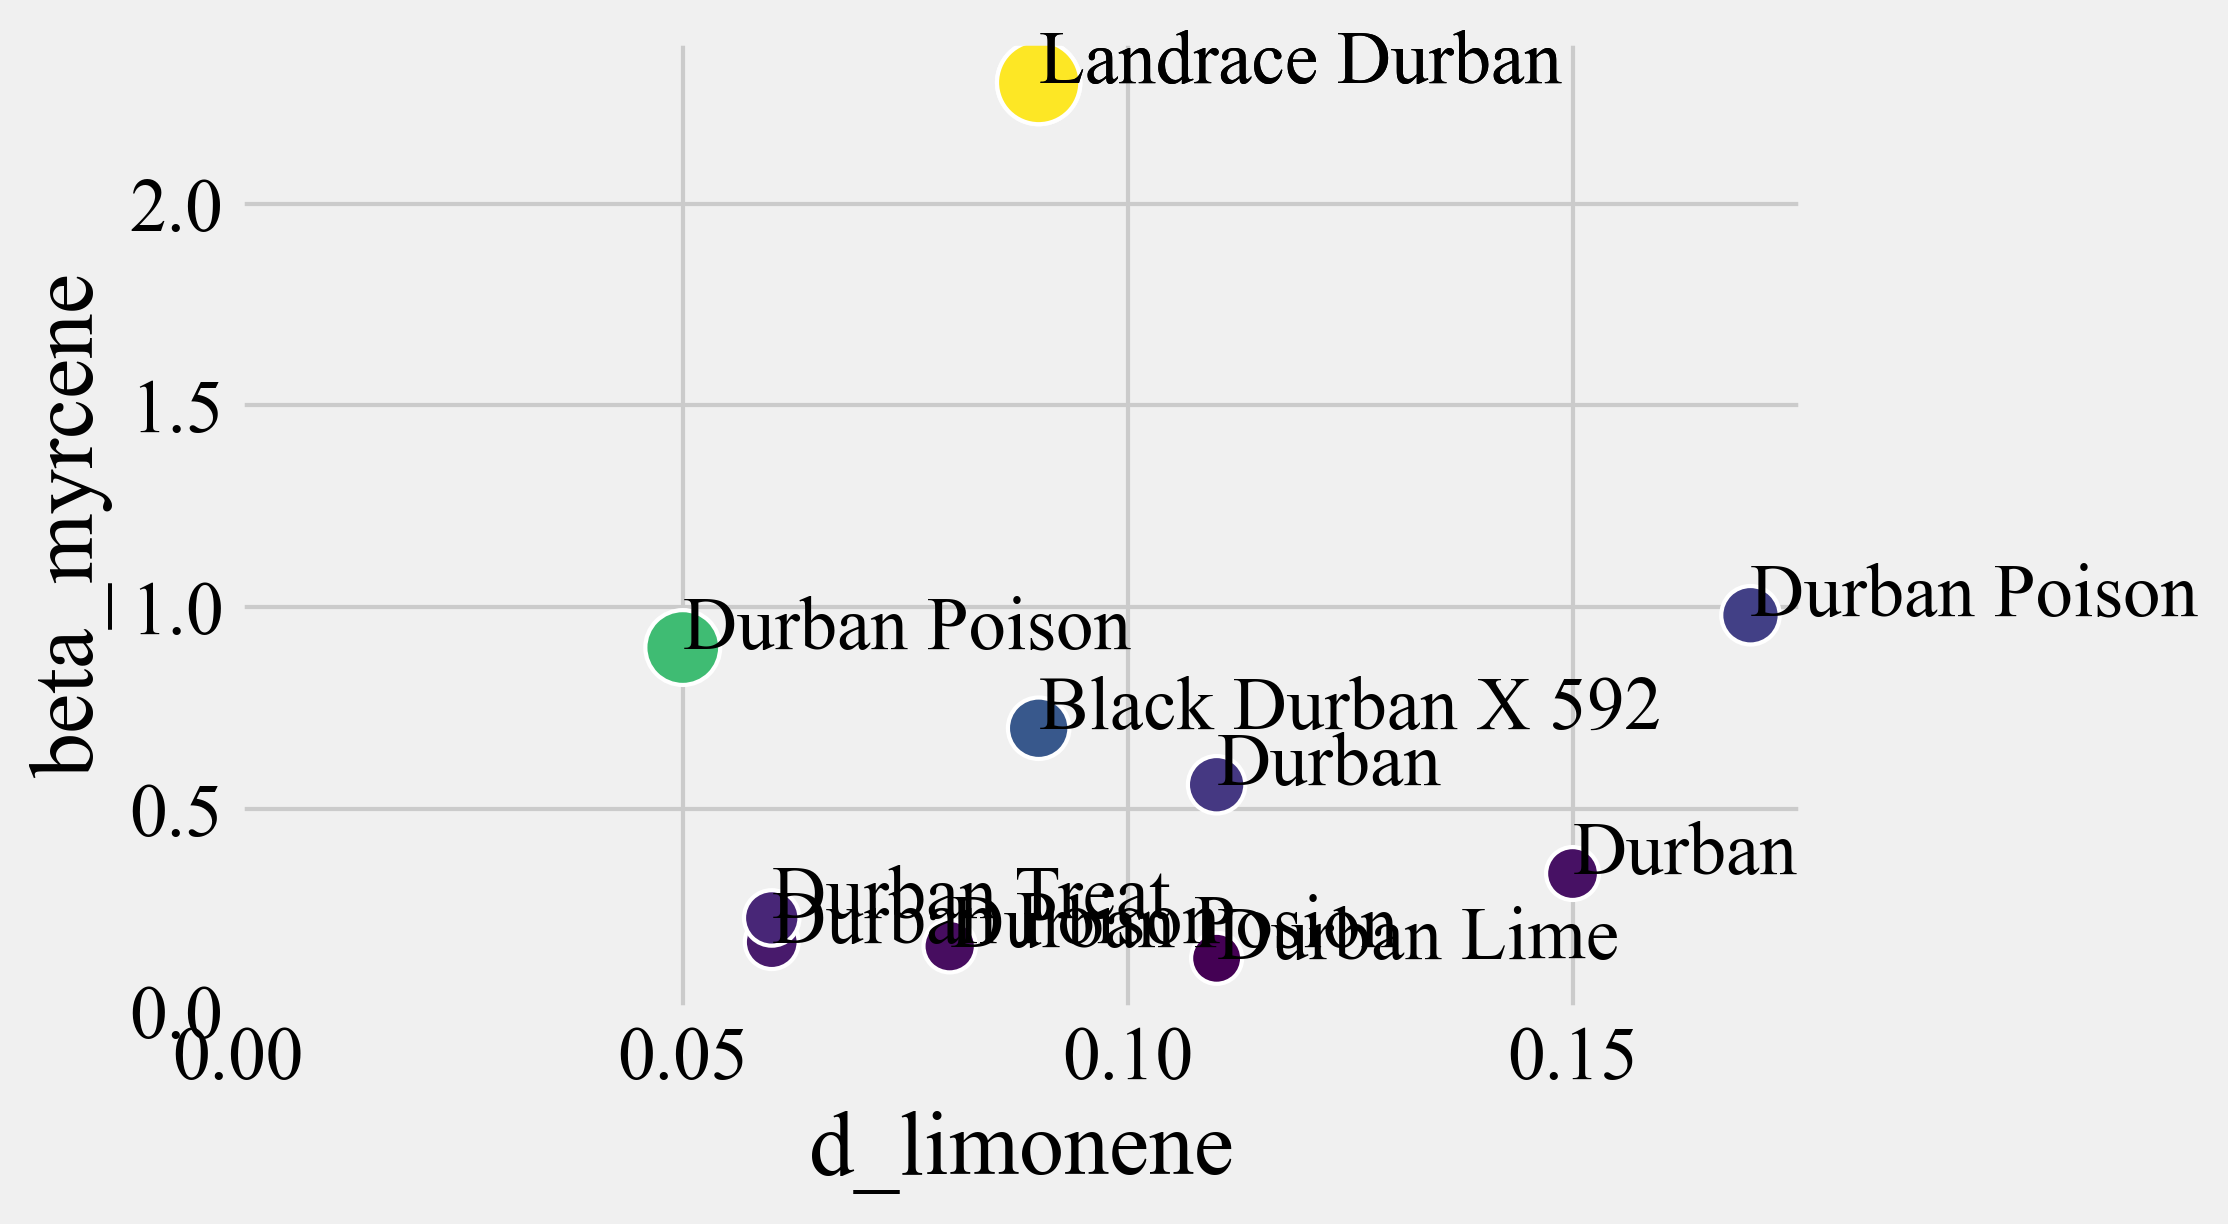 Landrace Durban
2.0
1.5
beta_myrcene
1.0
Durban Poison
Durban Poison
Black Durban X 592
Durban
0.5
Durban
Durban Treat
Durban Poison
Durban Posion
Durban Lime
0.0
0.00
0.05
0.10
0.15
d_limonene